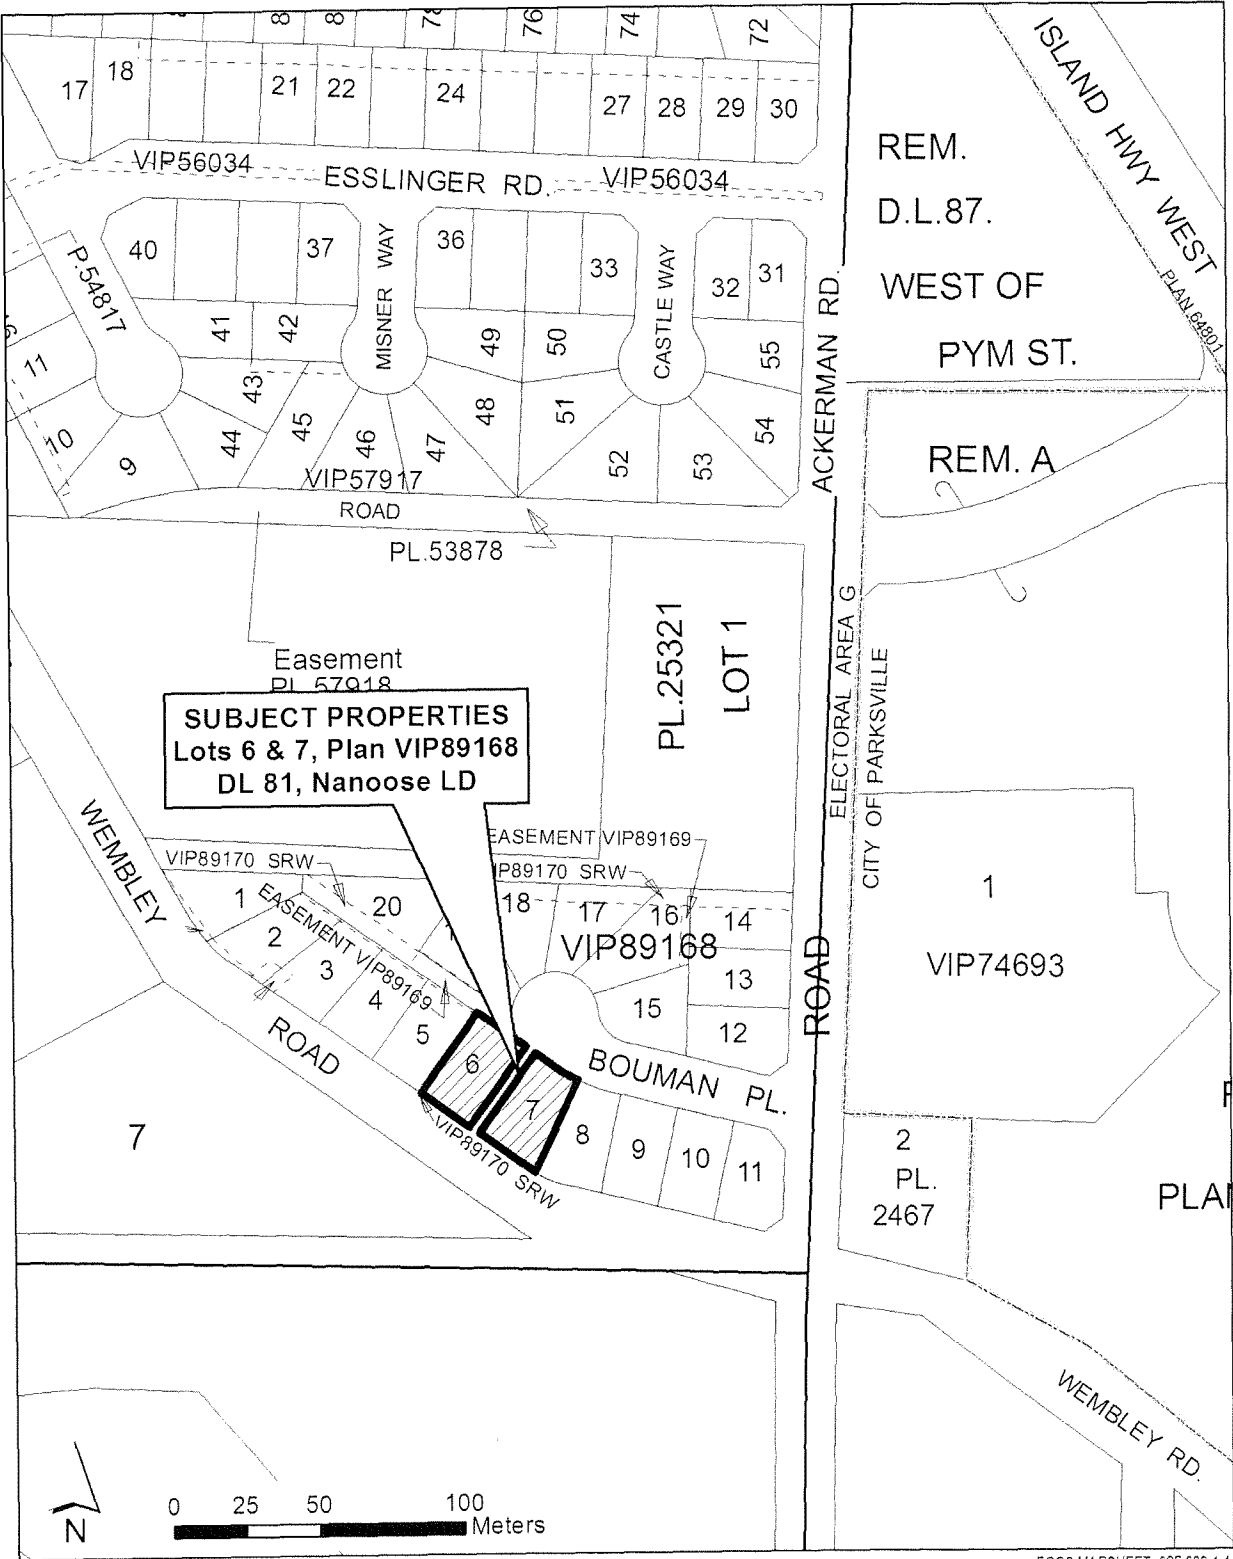 76
74
72
17
18
21
22
24
27
28
29
30
VIP56034
ESSLINGER RD.
VIP56034
ISLAND HWY WEST
PLAN 64801
REM.
D.L.87.
WEST OF
PYM ST.
REM. A
P.54817
40
37
MISNER WAY
36
33
CASTLE WAY
32
31
41
42
49
50
55
11
43
10
9
44
45
46
47
48
51
52
53
54
ACKERMAN RD.
VIP57917
ROAD
PL.53878
Easement
PL.57918
SUBJECT PROPERTIES
Lots 6 & 7, Plan VIP89168
DL 81, Nanoose LD
PL.25321
LOT 1
ELECTORAL AREA G
CITY OF PARKSVILLE
WEMBLEY
EASEMENT VIP89169
VIP89170 SRW
VIP89170 SRW
1
EASEMENT VIP89169
20
18
17
16
14
2
VIP89168
3
13
4
15
5
12
ROAD
ROAD
6
BOUMAN PL.
7
8
9
10
11
VIP89170 SRW
7
1
VIP74693
2
PL.
2467
WEMBLEY RD.
N
0 25 50 100
Meters